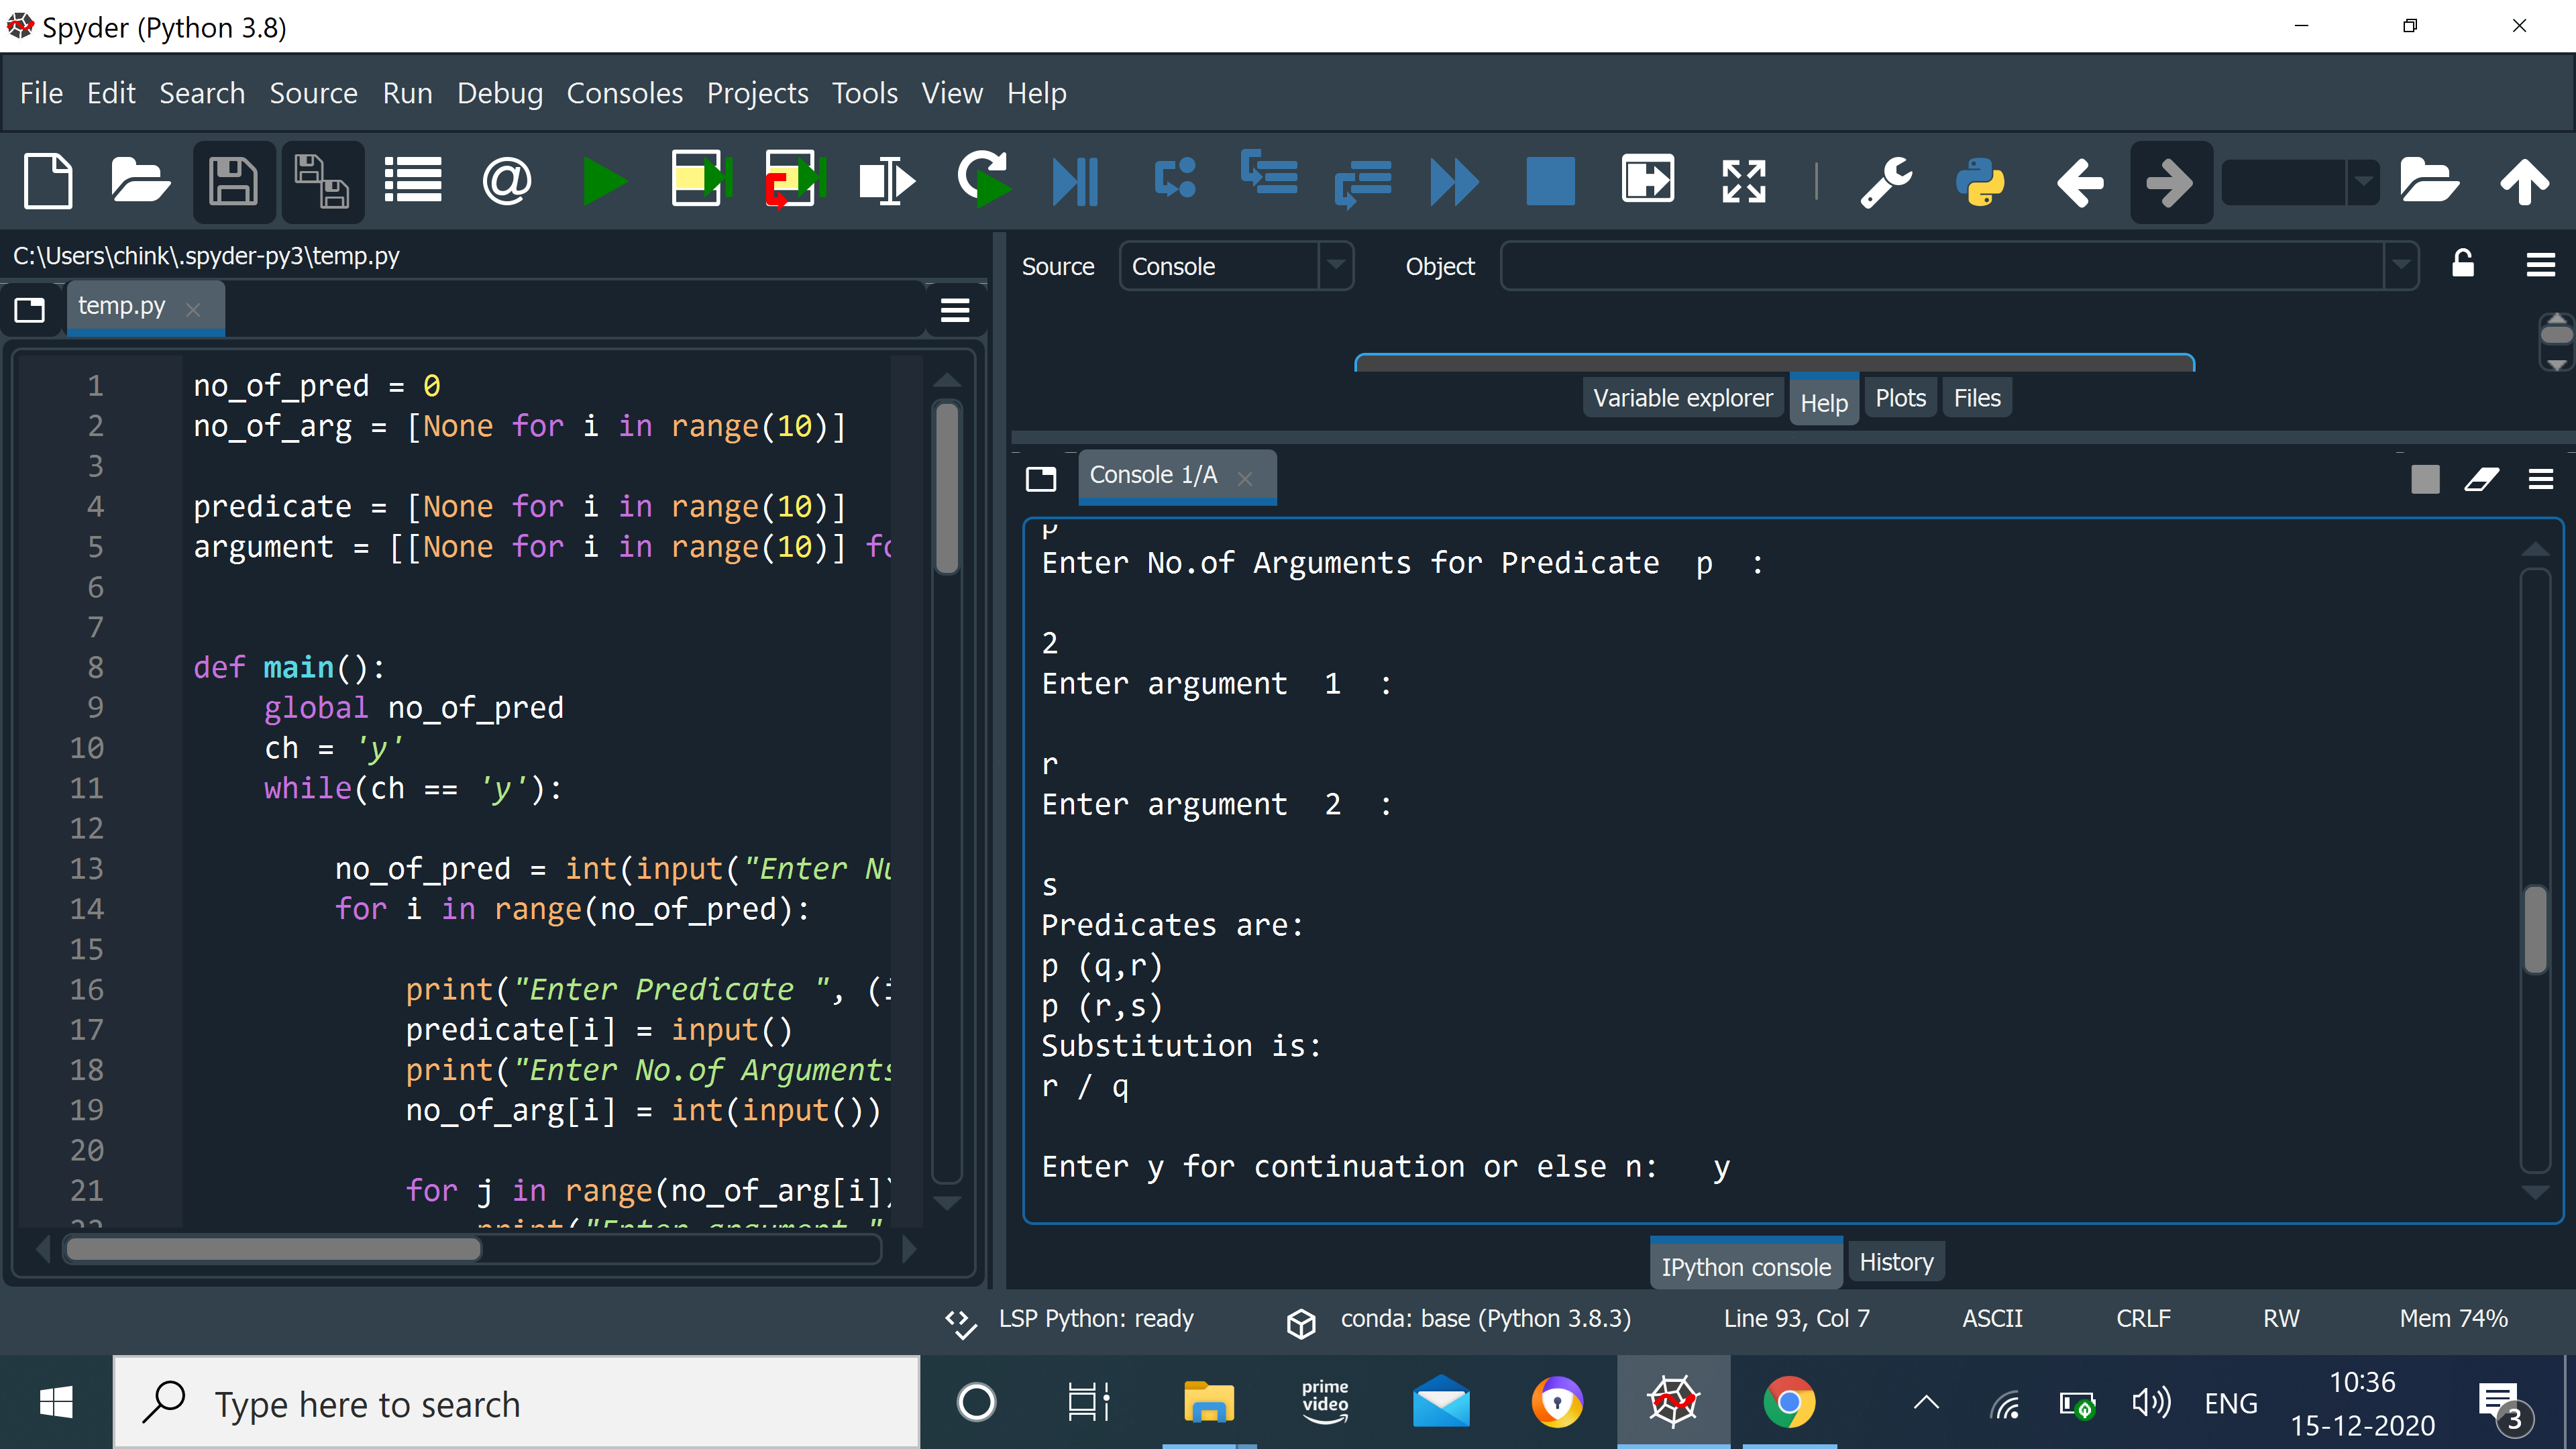 Spyder (Python 3.8)
File Edit Search Source Run Debug Consoles Projects Tools View Help
C:\Users\chink\.spyder-py3\temp.py
temp.py
1 no_of_pred = 0
2 no_of_arg = [None for i in range(10)]
3
4 predicate = [None for i in range(10)]
5 argument = [[None for i in range(10)] fo
6
7
8 def main():
9 global no_of_pred
10 ch = 'y'
11 while(ch == 'y'):
12
13 no_of_pred = int(input("Enter Nu
14 for i in range(no_of_pred):
15
16 print("Enter Predicate ", (i
17 predicate[i] = input()
18 print("Enter No.of Arguments
19 no_of_arg[i] = int(input())
20
21 for j in range(no_of_arg[i])
22 print("Enter argument "
Source Console Object
Variable explorer Help Plots Files
Console 1/A
p
Enter No.of Arguments for Predicate p :
2
Enter argument 1 :
r
Enter argument 2 :
s
Predicates are:
p (q,r)
p (r,s)
Substitution is:
r / q
Enter y for continuation or else n: y
IPython console History
LSP Python: ready conda: base (Python 3.8.3) Line 93, Col 7 ASCII CRLF RW Mem 74%
Type here to search
prime
video
ENG
10:36
15-12-2020
3